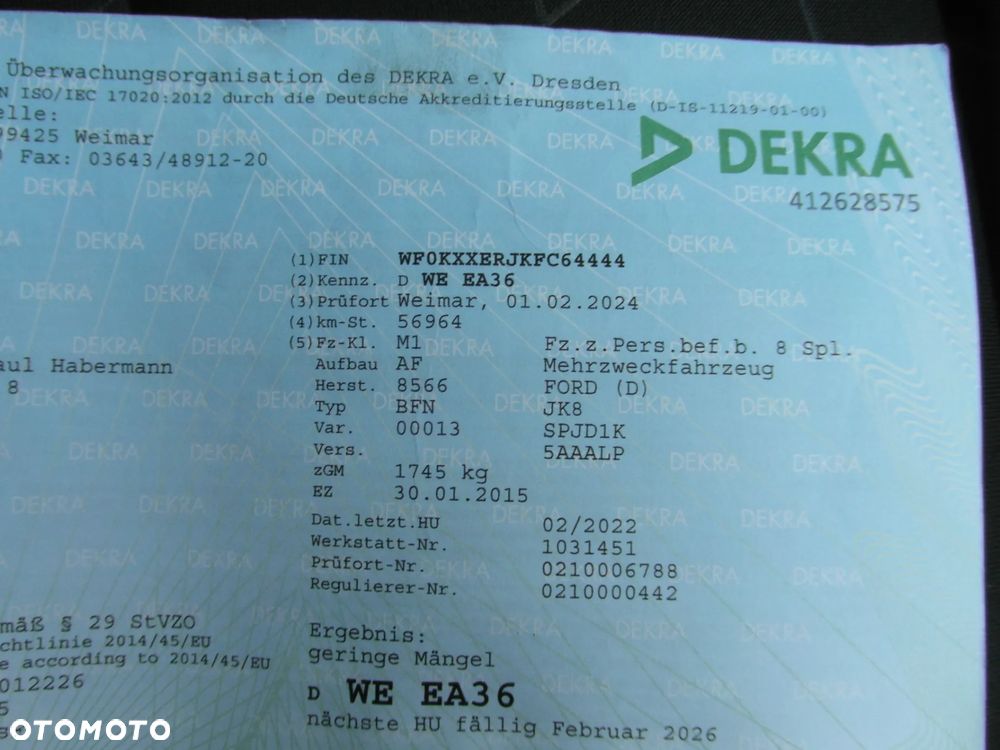 Überwachungsorganisation des DEKRA e.V. Dresden
N ISO/IEC 17020:2012 durch die Deutsche Akkreditierungsstelle (D-IS-11219-01-00)
elle:
99425 Weimar
Fax: 03643/48912-20
DEKRA
412628575
(1) FIN WF0KXXERJKFC64444
(2) Kennz. D WE EA36
(3) Prüfort Weimar, 01.02.2024
(4) km-St. 56964
(5) Fz-Kl. M1 Fz.z.Pers.bef.b. 8 Spl.
Aufbau AF Mehrzweckfahrzeug
Herst. 8566 FORD (D)
Typ BFN JK8
Var. 00013 SPJD1K
Vers. 5AAALP
zGM 1745 kg
EZ 30.01.2015
aul Habermann
8
Dat.letzt.HU 02/2022
Werkstatt-Nr. 1031451
Prüfort-Nr. 0210006788
Regulierer-Nr. 0210000442
mäß § 29 StVZO
chtlinie 2014/45/EU
e according to 2014/45/EU
012226
5
Ergebnis:
geringe Mängel
D WE EA36
nächste HU fällig Februar 2026
OTOMOTO